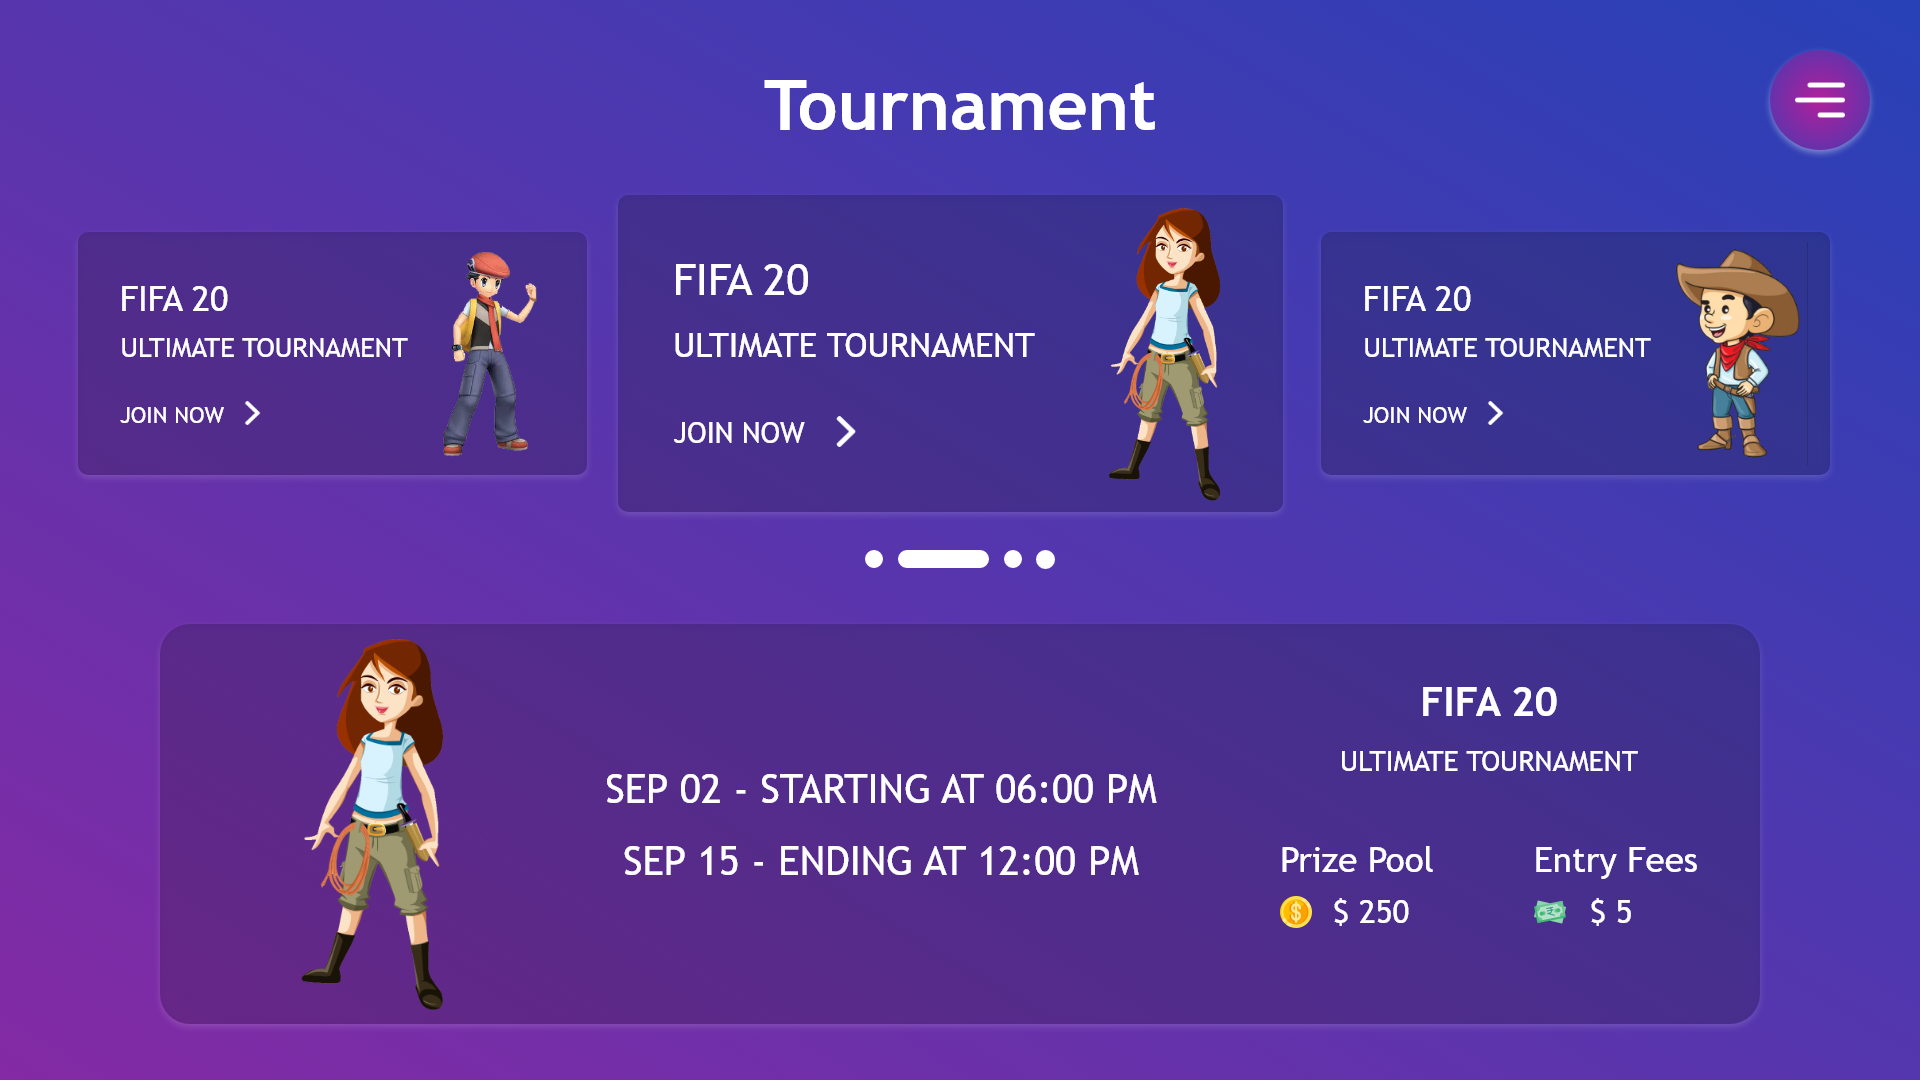 Tournament
FIFA 20
ULTIMATE TOURNAMENT
JOIN NOW
FIFA 20
ULTIMATE TOURNAMENT
JOIN NOW
FIFA 20
ULTIMATE TOURNAMENT
JOIN NOW
SEP 02 - STARTING AT 06:00 PM
SEP 15 - ENDING AT 12:00 PM
FIFA 20
ULTIMATE TOURNAMENT
Prize Pool
$ 250
Entry Fees
$ 5